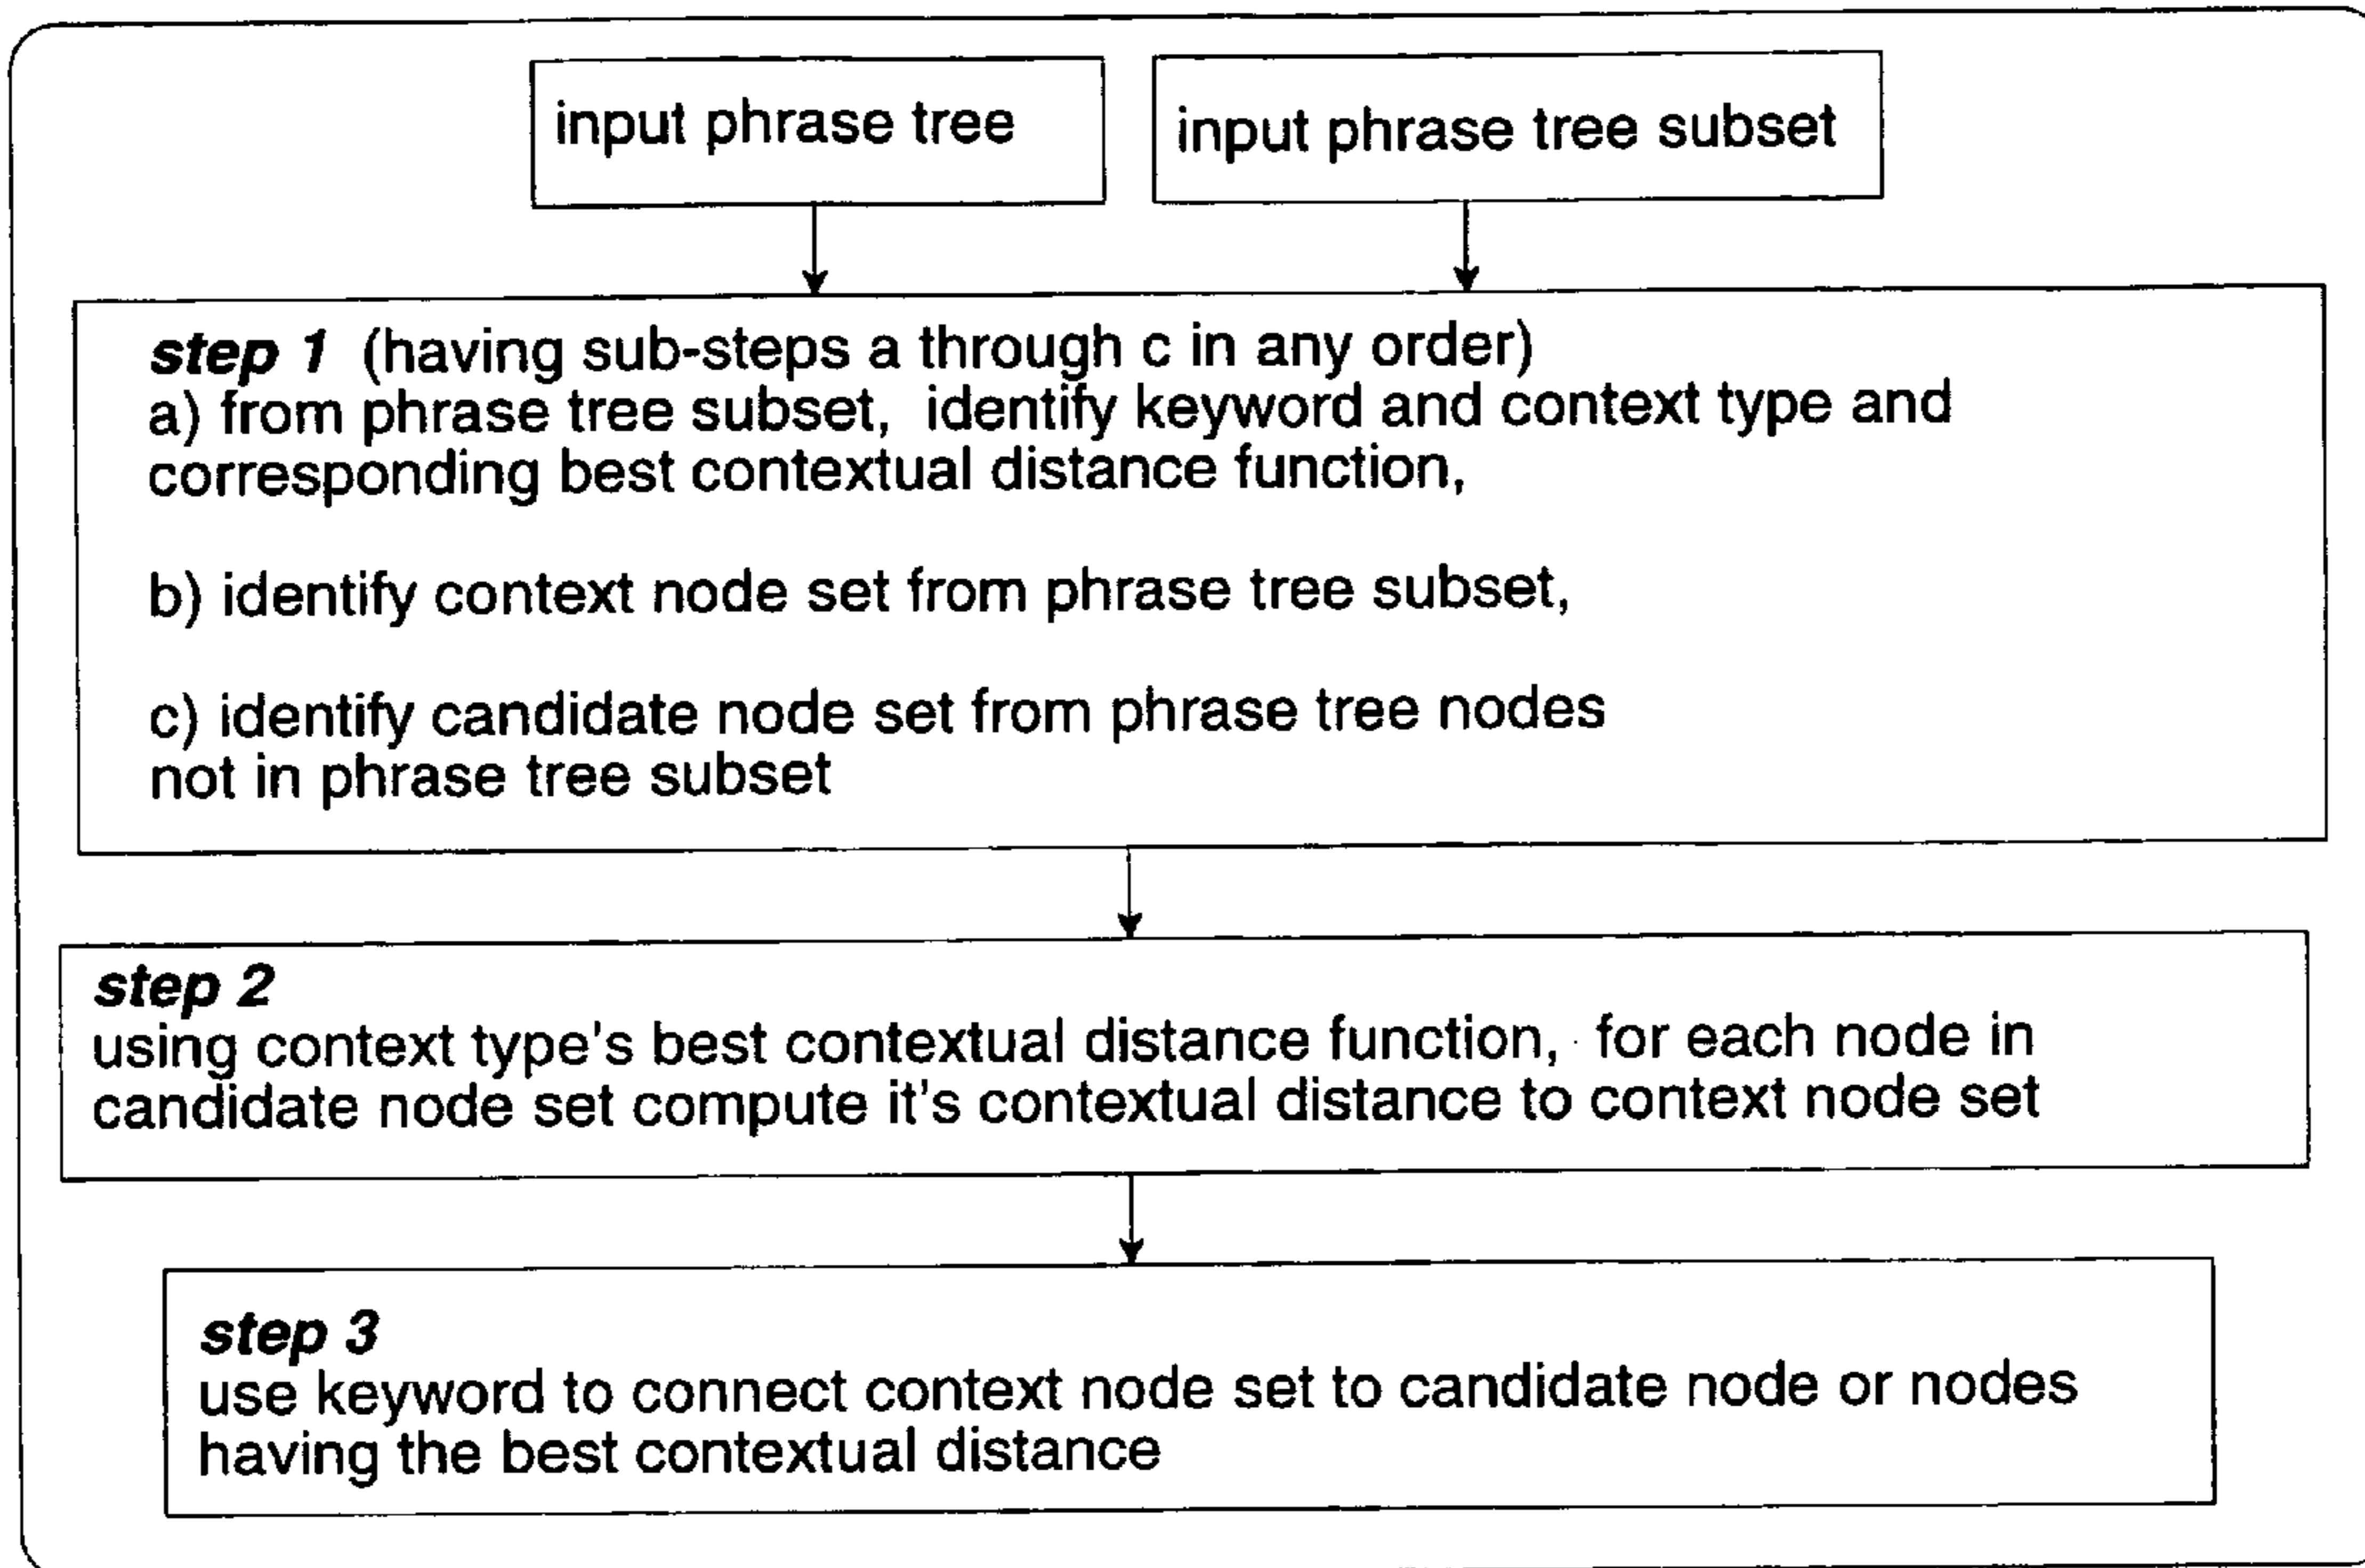 input phrase tree
input phrase tree subset
step 1 (having sub-steps a through c in any order)
a) from phrase tree subset, identify keyword and context type and
corresponding best contextual distance function,
b) identify context node set from phrase tree subset,
c) identify candidate node set from phrase tree nodes
not in phrase tree subset
step 2
using context type's best contextual distance function, for each node in
candidate node set compute it's contextual distance to context node set
step 3
use keyword to connect context node set to candidate node or nodes
having the best contextual distance